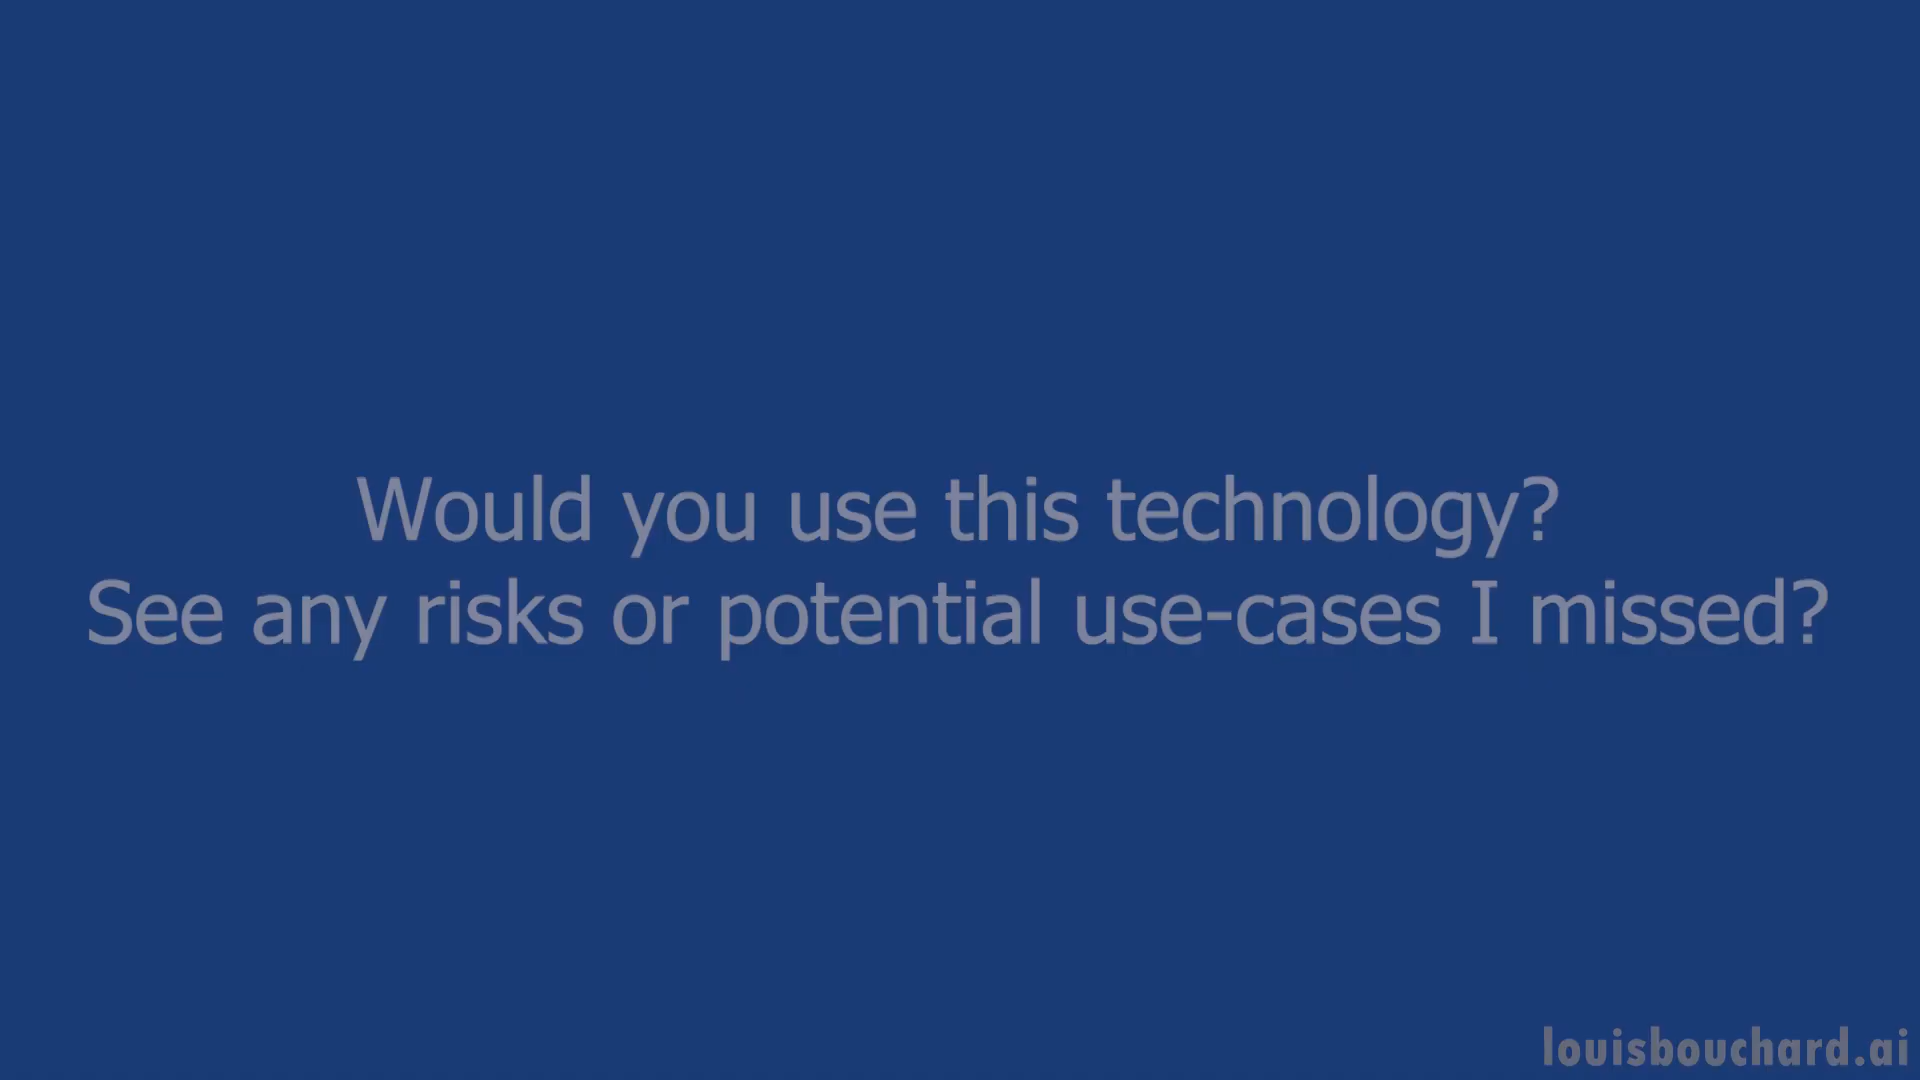 Would you use this technology?
See any risks or potential use-cases I missed?
louisbouchard.ai